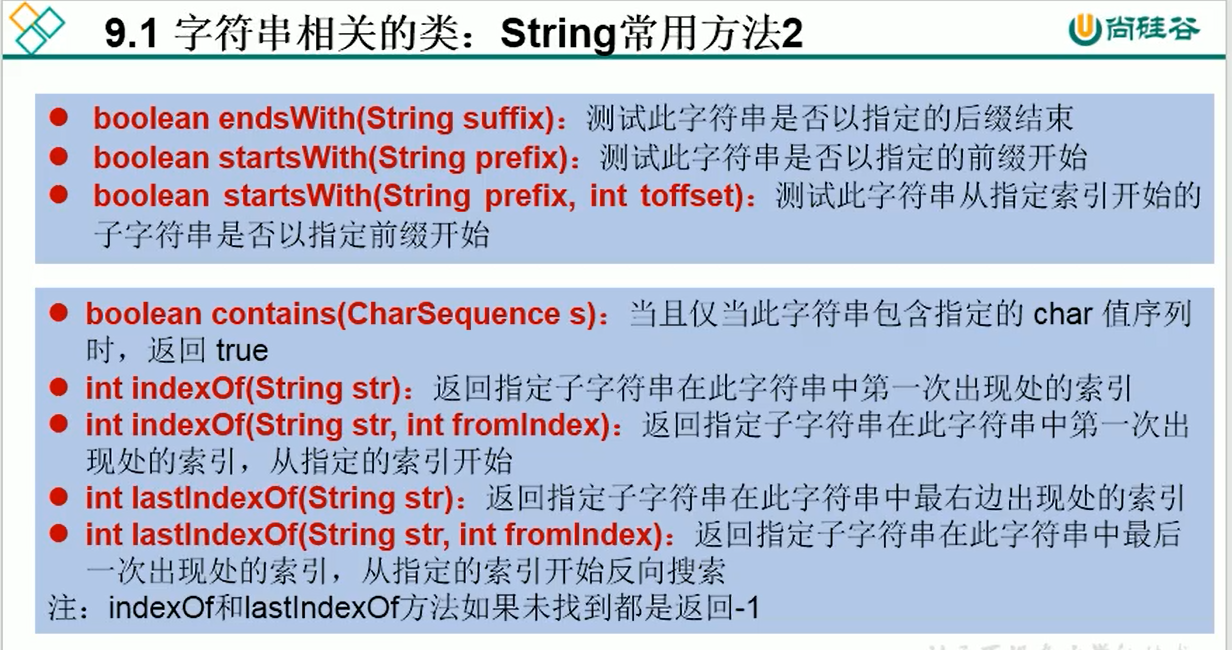 9.1 字符串相关的类：String常用方法2
尚硅谷
● boolean endsWith(String suffix)：测试此字符串是否以指定的后缀结束
● boolean startsWith(String prefix)：测试此字符串是否以指定的前缀开始
● boolean startsWith(String prefix, int toffset)：测试此字符串从指定索引开始的
子字符串是否以指定前缀开始
● boolean contains(CharSequence s)：当且仅当此字符串包含指定的 char 值序列
时，返回 true
● int indexOf(String str)：返回指定子字符串在此字符串中第一次出现处的索引
● int indexOf(String str, int fromIndex)：返回指定子字符串在此字符串中第一次出
现处的索引，从指定的索引开始
● int lastIndexOf(String str)：返回指定子字符串在此字符串中最右边出现处的索引
● int lastIndexOf(String str, int fromIndex)：返回指定子字符串在此字符串中最后
一次出现处的索引，从指定的索引开始反向搜索
注：indexOf和lastIndexOf方法如果未找到都是返回-1